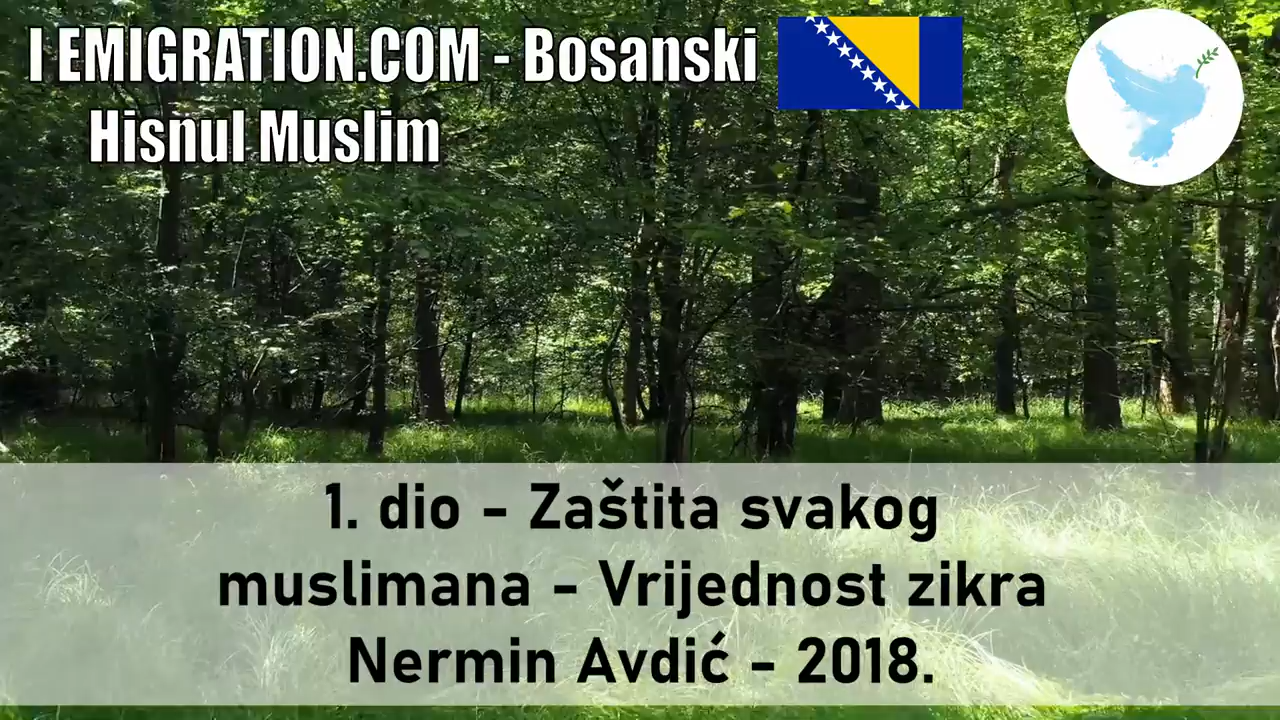 I EMIGRATION.COM - Bosanski
Hisnul Muslim
1. dio - Zaštita svakog
muslimana - Vrijednost zikra
Nermin Avdić - 2018.